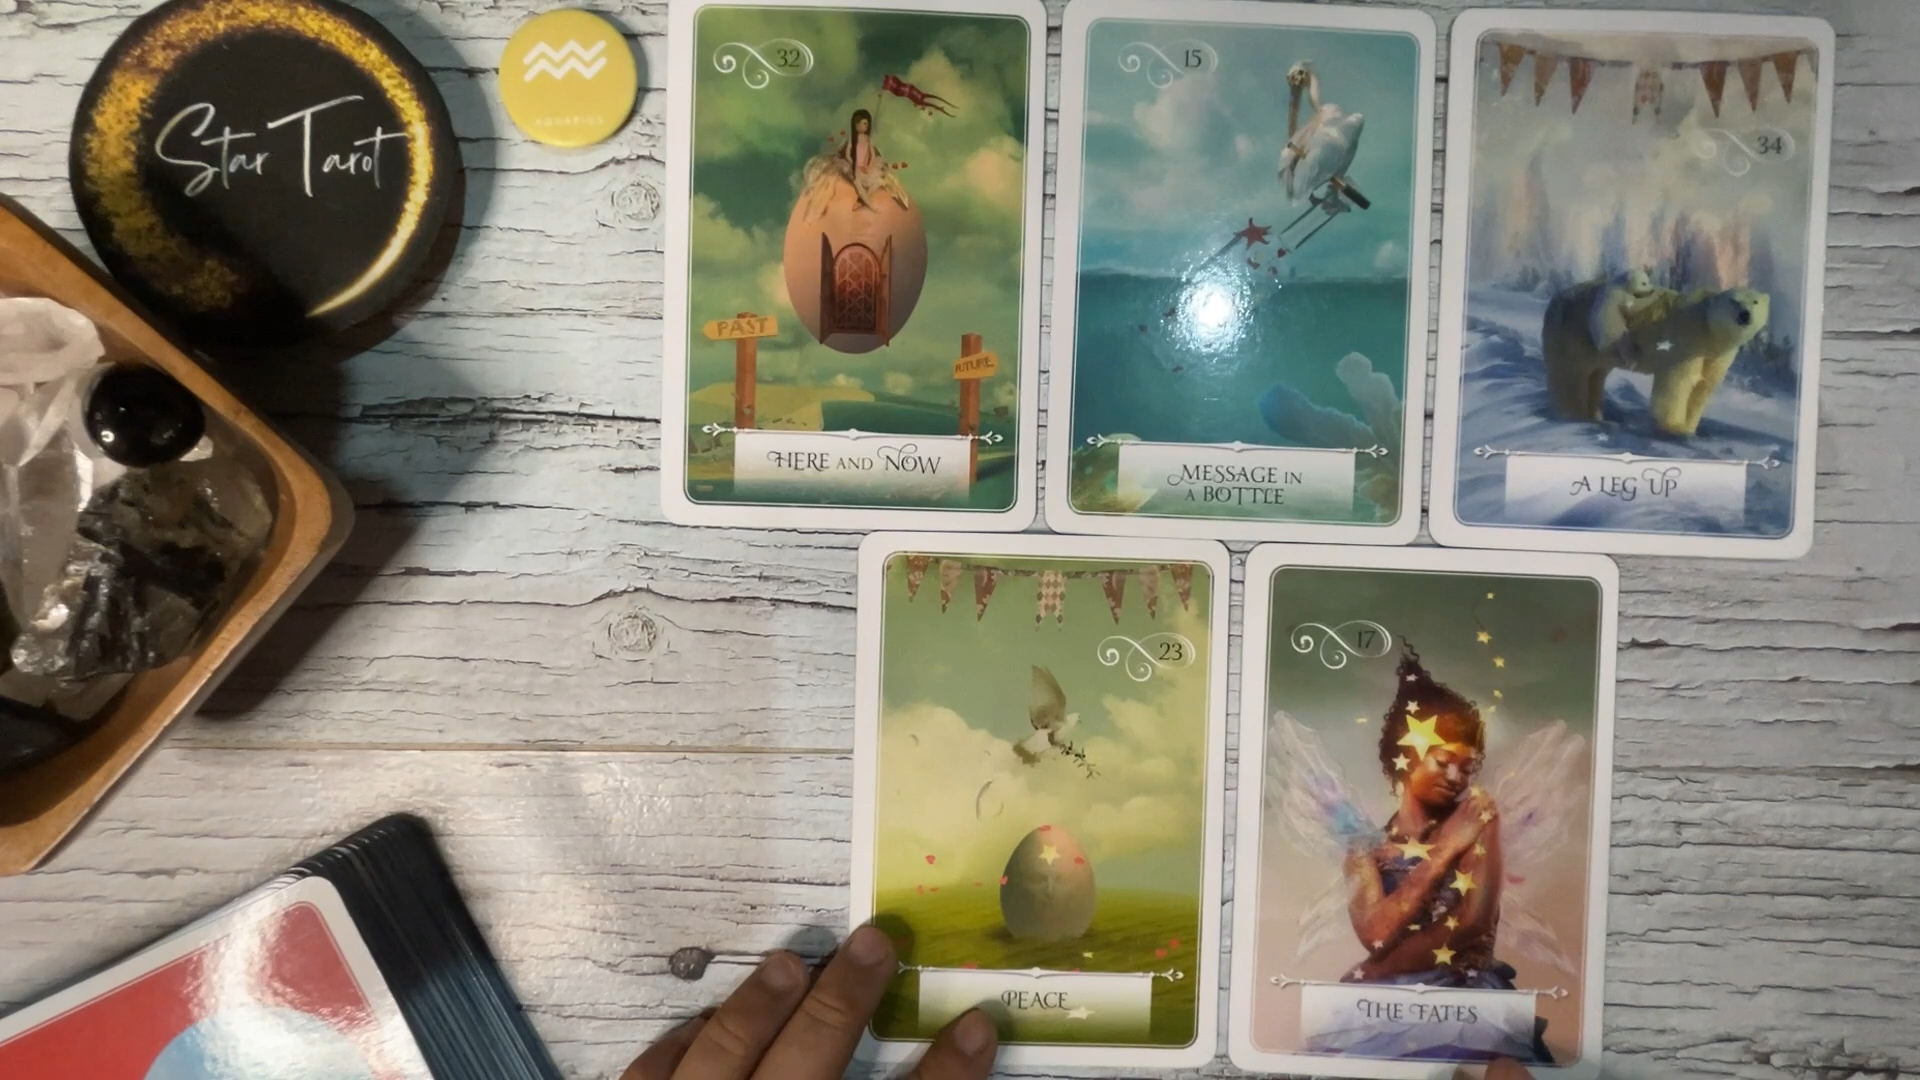 Star Tarot
AQUARIUS
32
PAST
FUTURE
HERE AND NOW
15
MESSAGE IN
A BOTTLE
34
A LEG UP
23
PEACE
17
THE FATES